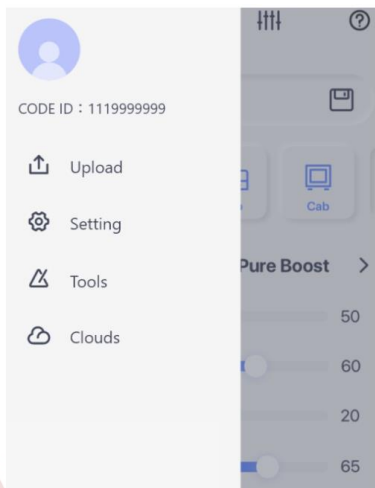 CODE ID：1119999999
Upload
Setting
Tools
Clouds
Cab
Pure Boost
50
60
20
65